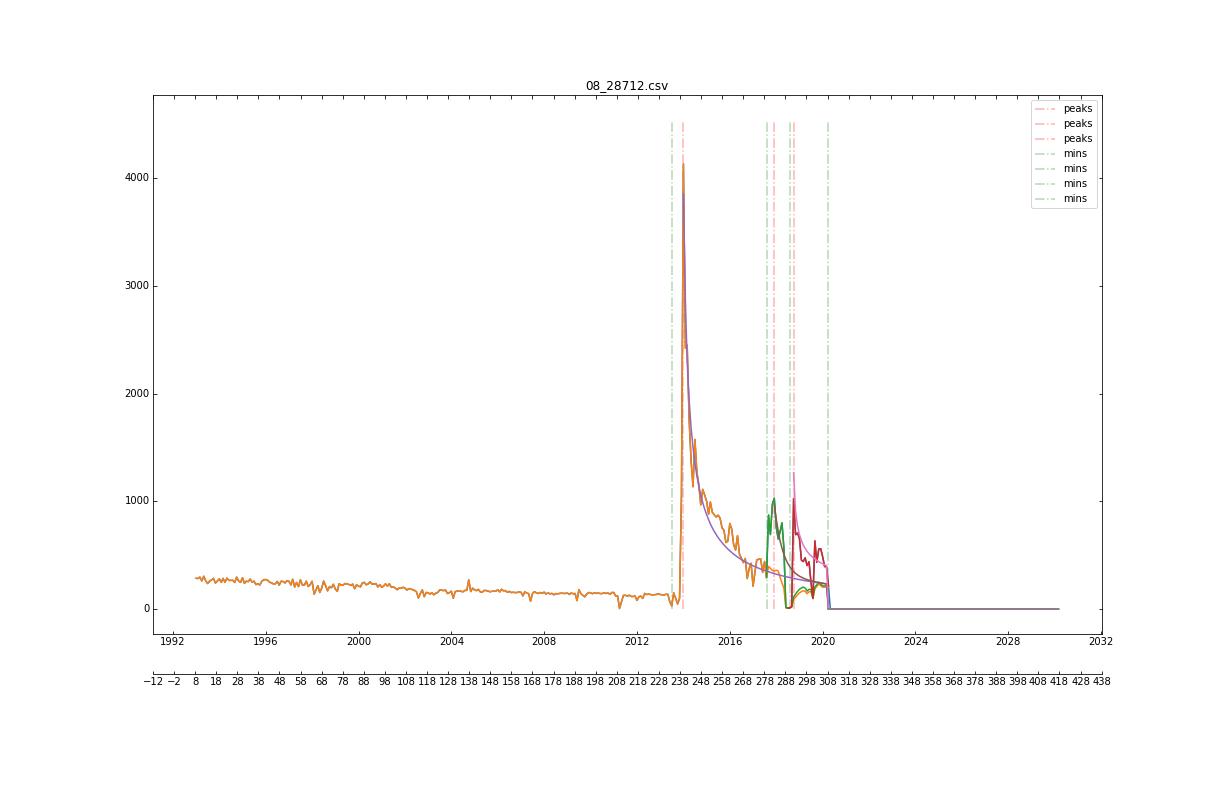 08_28712.csv
peaks
peaks
peaks
mins
mins
mins
mins
4000
3000
2000
1000
0
1992 1996 2000 2004 2008 2012 2016 2020 2024 2028 2032
−12 −2 8 18 28 38 48 58 68 78 88 98 108 118 128 138 148 158 168 178 188 198 208 218 228 238 248 258 268 278 288 298 308 318 328 338 348 358 368 378 388 398 408 418 428 438